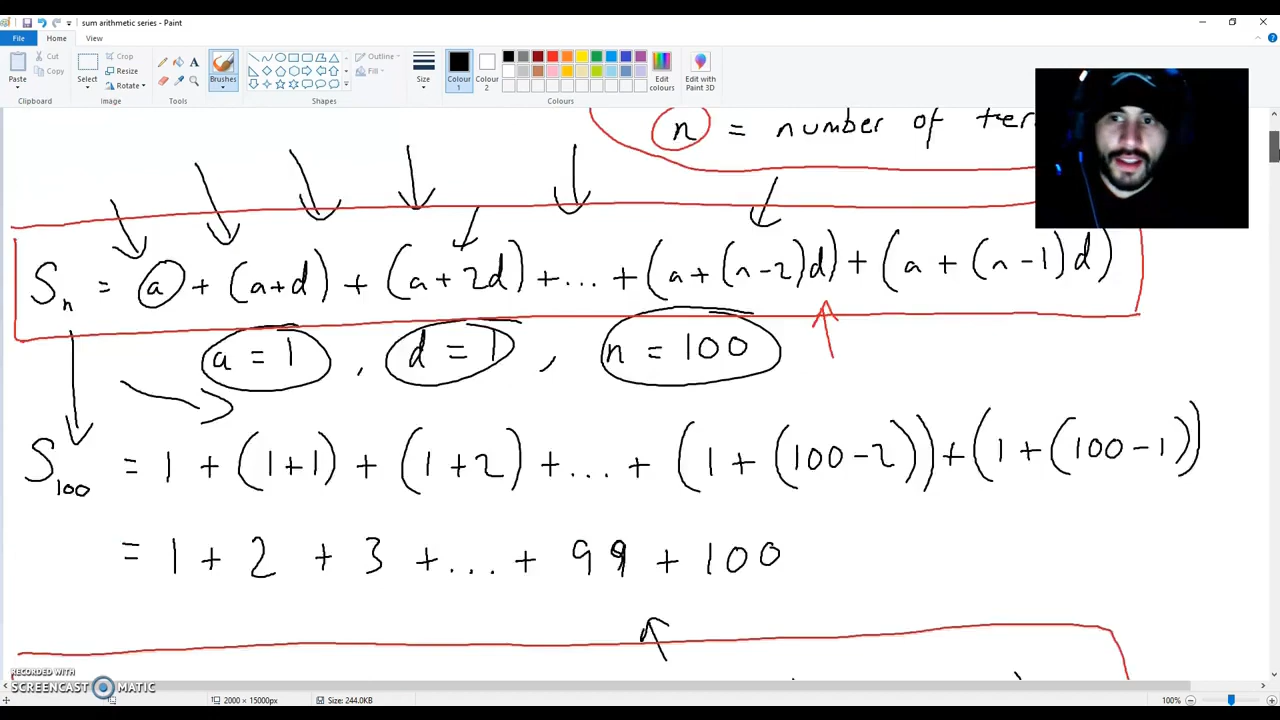 sum arithmetic series - Paint
File Home View
Paste
Cut
Copy
Clipboard
Select
Crop
Resize
Rotate
Image
Tools
Brushes
Shapes
Outline
Fill
Size
Colour 1
Colour 2
Edit colours
Edit with Paint 3D
Colours
n = number of
Sn = a + (a+d) + (a+2d) +...+ (a+(n-2)d) + (a+(n-1)d)
a = 1 , d = 1 , n = 100
S100 = 1 + (1+1) + (1+2) +...+ (1+(100-2)) + (1+(100-1))
= 1 + 2 + 3 +...+ 99 + 100
RECORDED WITH
SCREENCAST MATIC
2000 × 15000px
Size: 244.0KB
100%